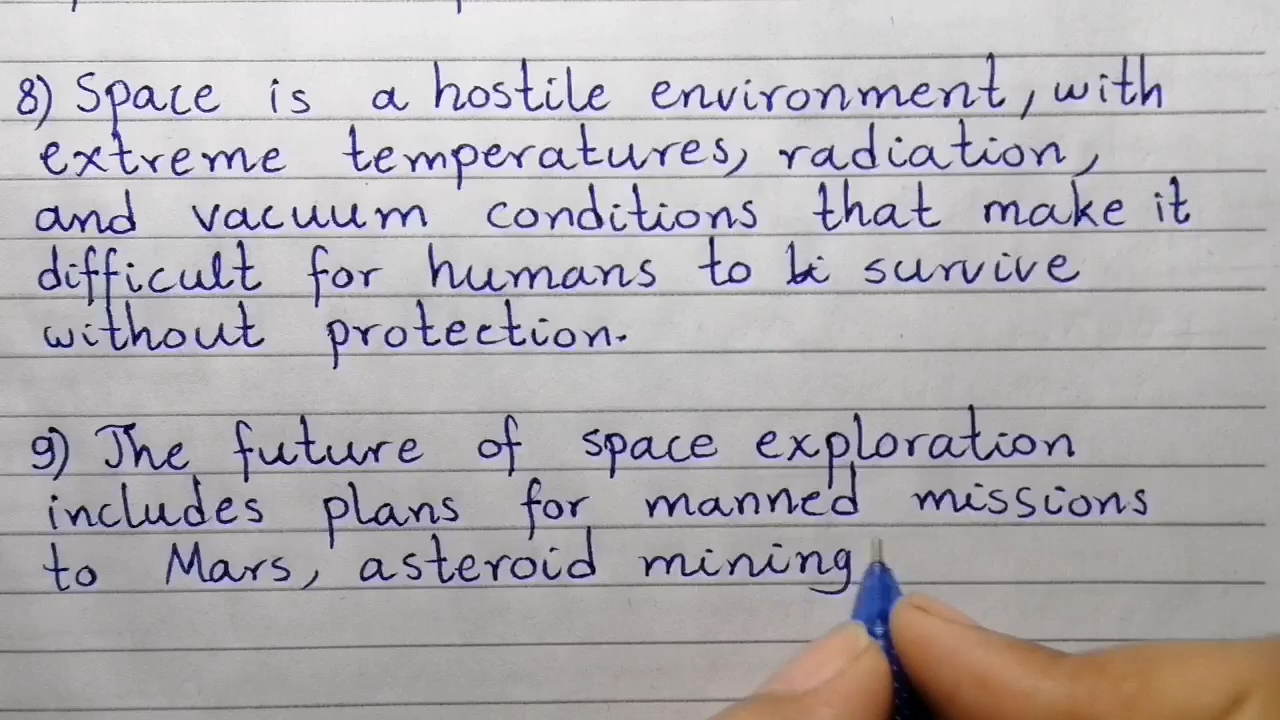 8) Space is a hostile environment, with
extreme temperatures, radiation,
and vacuum conditions that make it
difficult for humans to survive
without protection.
9) The future of space exploration
includes plans for manned missions
to Mars, asteroid mining